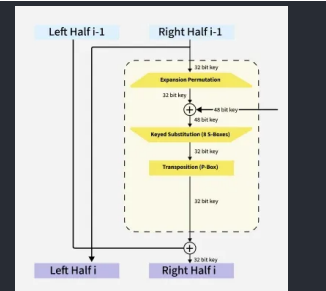 Left Half i-1
Right Half i-1
32 bit key
Expansion Permutation
32 bit key
48 bit key
48 bit key
Keyed Substitution (8 S-Boxes)
32 bit key
Transposition (P-Box)
32 bit key
32 bit key
Left Half i
Right Half i